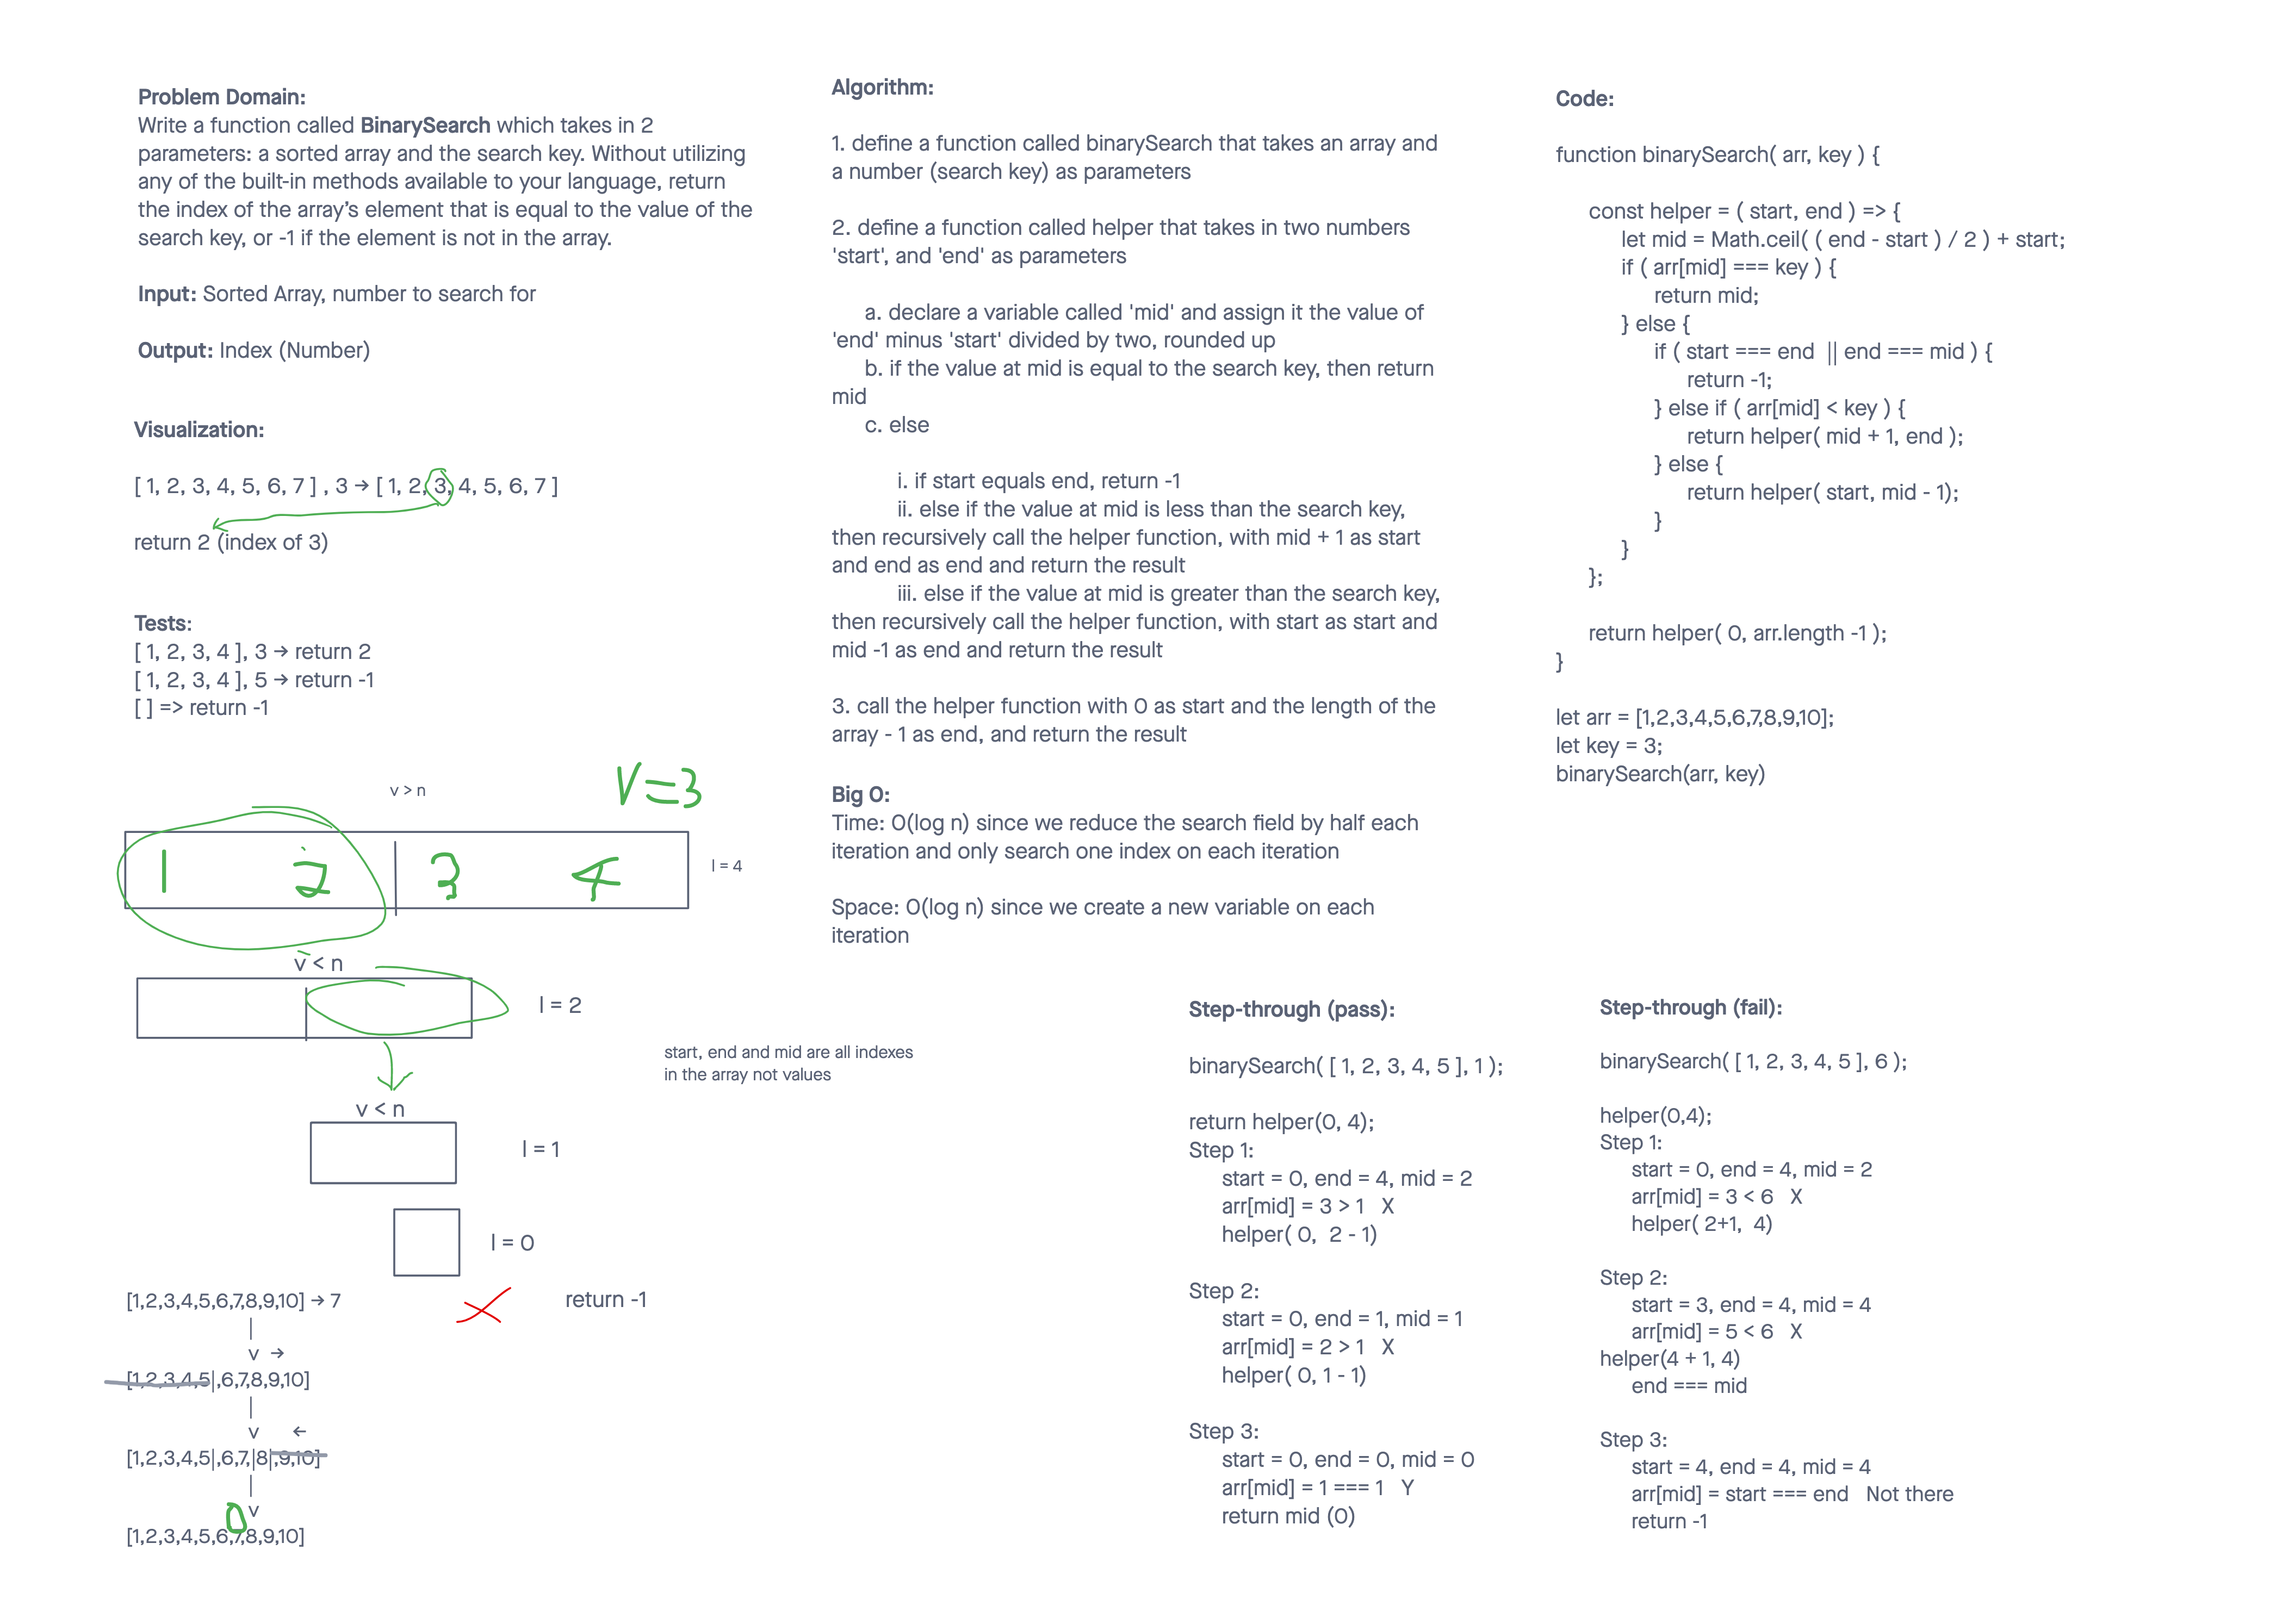 Problem Domain:
Write a function called BinarySearch which takes in 2
parameters: a sorted array and the search key. Without utilizing
any of the built-in methods available to your language, return
the index of the array's element that is equal to the value of the
search key, or -1 if the element is not in the array.
Input: Sorted Array, number to search for
Output: Index (Number)
Visualization:
[ 1, 2, 3, 4, 5, 6, 7 ] , 3 → [ 1, 2, 3, 4, 5, 6, 7 ]
return 2 (index of 3)
Tests:
[ 1, 2, 3, 4 ], 3 → return 2
[ 1, 2, 3, 4 ], 5 → return -1
[ ] => return -1
v > n
V=3
1 2 3 4
l = 4
v < n
l = 2
start, end and mid are all indexes
in the array not values
v < n
l = 1
l = 0
return -1
[1,2,3,4,5,6,7,8,9,10] → 7
|
v →
[1,2,3,4,5|,6,7,8,9,10]
|
v ←
[1,2,3,4,5|,6,7,|8|,9,10]
|
0 v
[1,2,3,4,5,6,7,8,9,10]
Algorithm:
1. define a function called binarySearch that takes an array and
a number (search key) as parameters
2. define a function called helper that takes in two numbers
'start', and 'end' as parameters
a. declare a variable called 'mid' and assign it the value of
'end' minus 'start' divided by two, rounded up
b. if the value at mid is equal to the search key, then return
mid
c. else
i. if start equals end, return -1
ii. else if the value at mid is less than the search key,
then recursively call the helper function, with mid + 1 as start
and end as end and return the result
iii. else if the value at mid is greater than the search key,
then recursively call the helper function, with start as start and
mid -1 as end and return the result
3. call the helper function with 0 as start and the length of the
array - 1 as end, and return the result
Big O:
Time: O(log n) since we reduce the search field by half each
iteration and only search one index on each iteration
Space: O(log n) since we create a new variable on each
iteration
Code:
function binarySearch( arr, key ) {
const helper = ( start, end ) => {
let mid = Math.ceil( ( end - start ) / 2 ) + start;
if ( arr[mid] === key ) {
return mid;
} else {
if ( start === end || end === mid ) {
return -1;
} else if ( arr[mid] < key ) {
return helper( mid + 1, end );
} else {
return helper( start, mid - 1);
}
}
};
return helper( 0, arr.length -1 );
}
let arr = [1,2,3,4,5,6,7,8,9,10];
let key = 3;
binarySearch(arr, key)
Step-through (pass):
binarySearch( [ 1, 2, 3, 4, 5 ], 1 );
return helper(0, 4);
Step 1:
start = 0, end = 4, mid = 2
arr[mid] = 3 > 1 X
helper( 0, 2 - 1)
Step 2:
start = 0, end = 1, mid = 1
arr[mid] = 2 > 1 X
helper( 0, 1 - 1)
Step 3:
start = 0, end = 0, mid = 0
arr[mid] = 1 === 1 Y
return mid (0)
Step-through (fail):
binarySearch( [ 1, 2, 3, 4, 5 ], 6 );
helper(0,4);
Step 1:
start = 0, end = 4, mid = 2
arr[mid] = 3 < 6 X
helper( 2+1, 4)
Step 2:
start = 3, end = 4, mid = 4
arr[mid] = 5 < 6 X
helper(4 + 1, 4)
end === mid
Step 3:
start = 4, end = 4, mid = 4
arr[mid] = start === end Not there
return -1